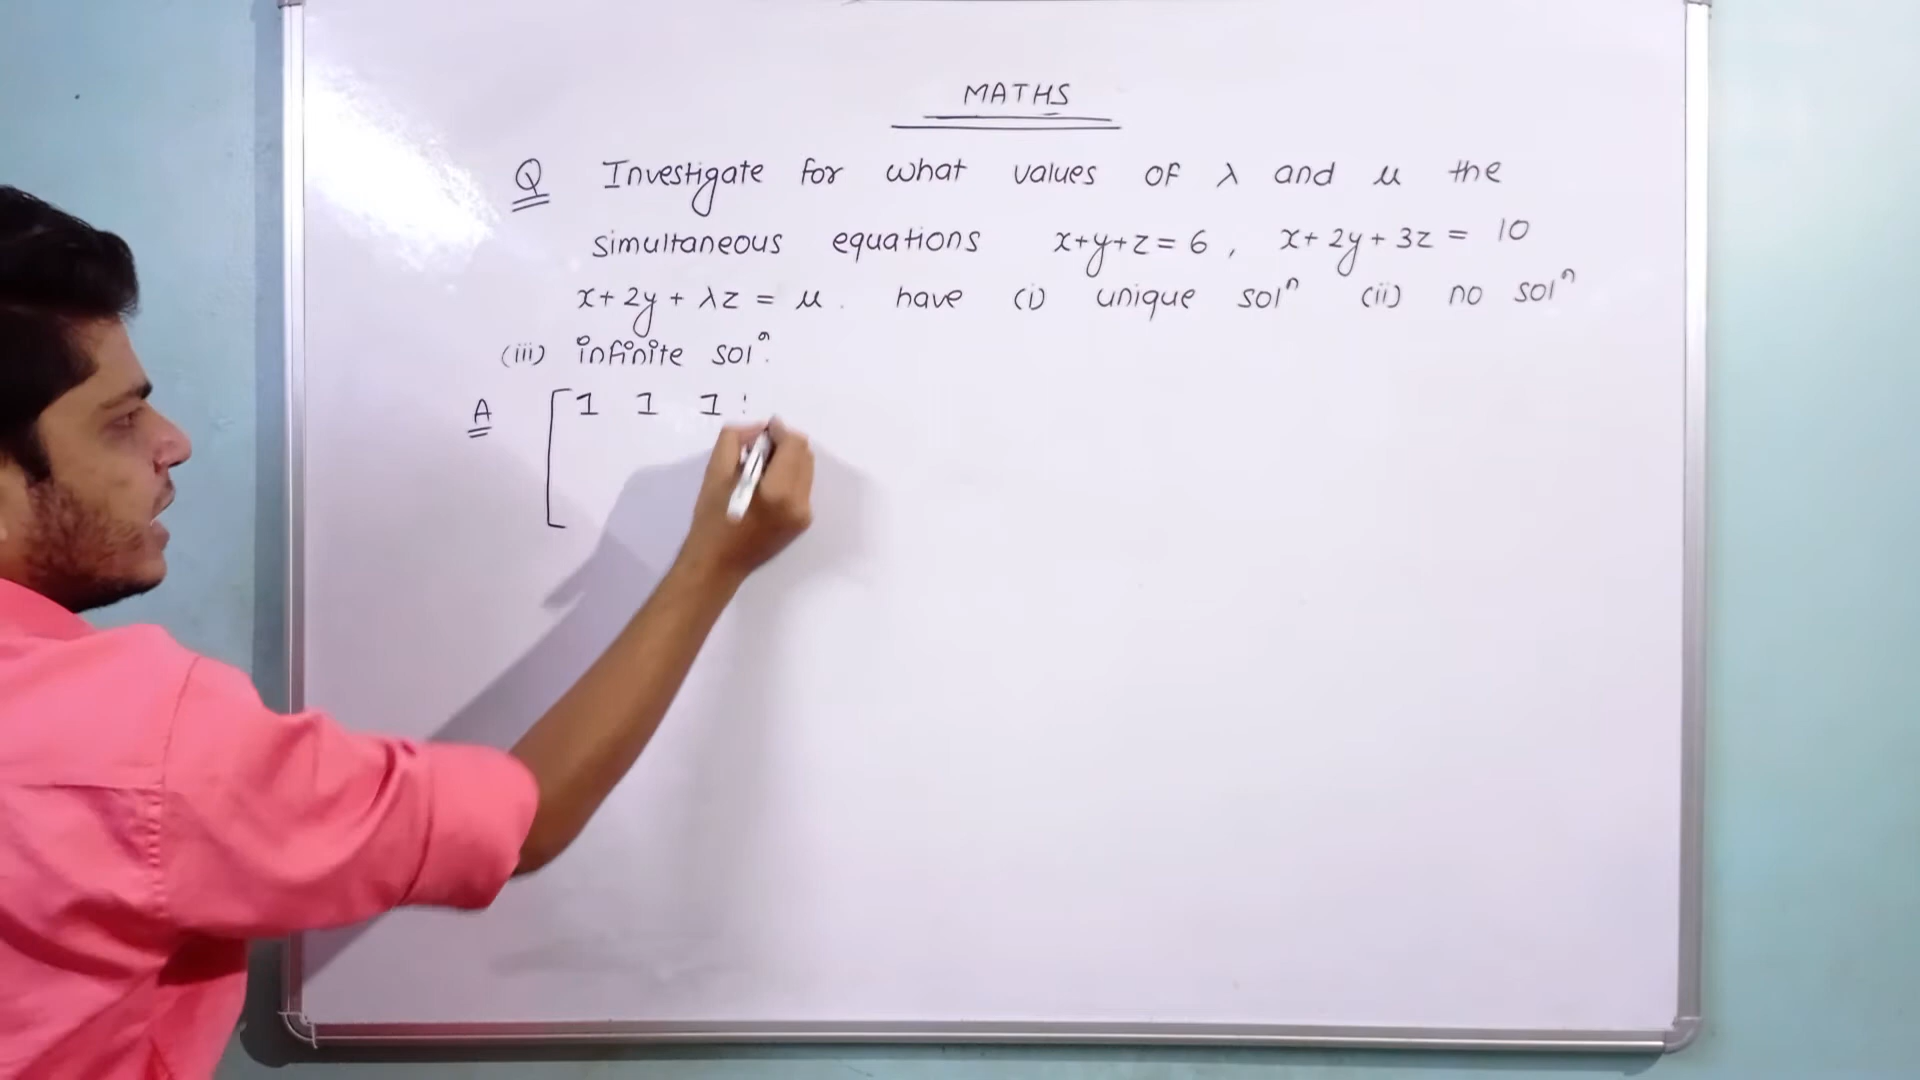 MATHS
Q Investigate for what values of λ and μ the
simultaneous equations x+y+z = 6, x+ 2y + 3z = 10
x+ 2y + λz = μ. have (i) unique solⁿ (ii) no solⁿ
(iii) infinite solⁿ.
A [ 1 1 1 :